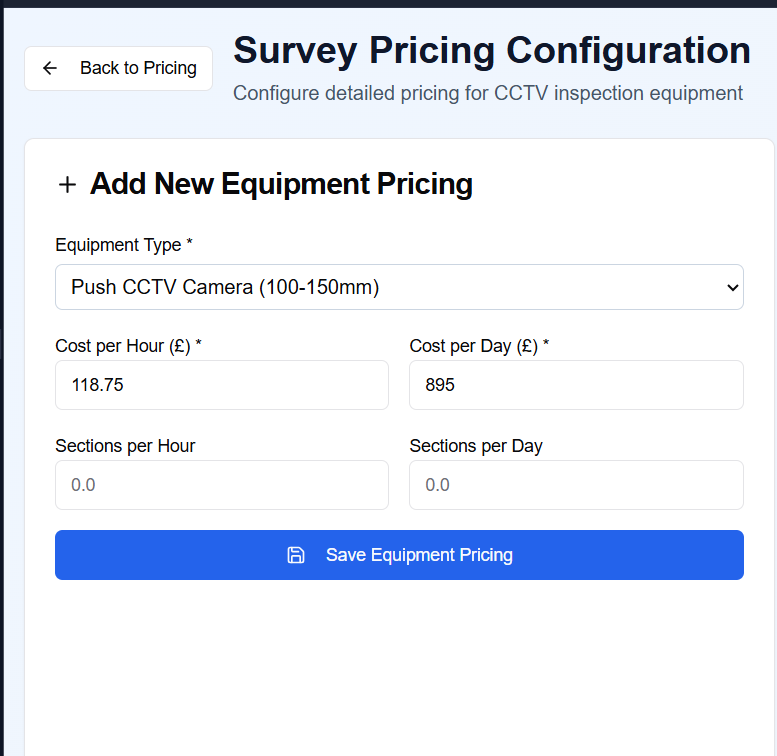 Back to Pricing
Survey Pricing Configuration
Configure detailed pricing for CCTV inspection equipment
Add New Equipment Pricing
Equipment Type *
Push CCTV Camera (100-150mm)
Cost per Hour (£) *
Cost per Day (£) *
118.75
895
Sections per Hour
Sections per Day
0.0
0.0
Save Equipment Pricing